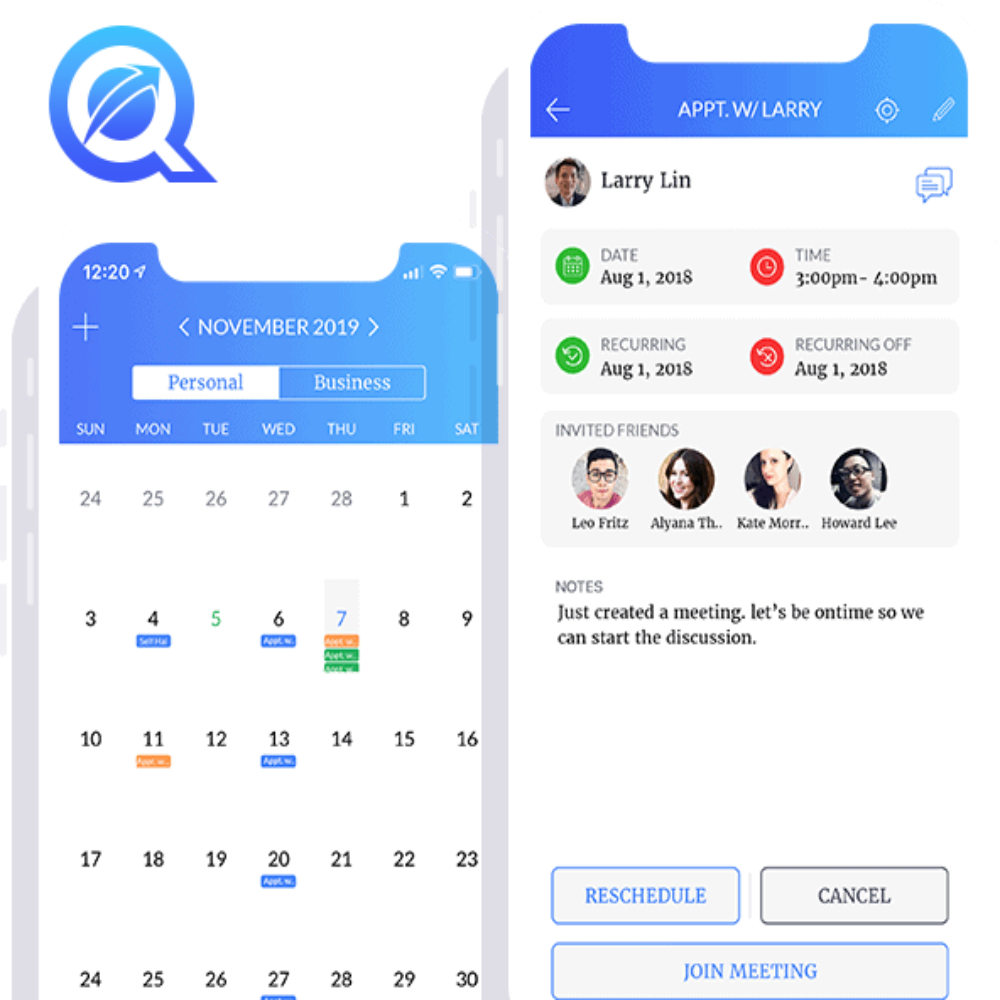 12:20
NOVEMBER 2019
Personal Business
SUN MON TUE WED THU FRI SAT
24 25 26 27 28 1 2
3 4 5 6 7 8 9
Appt. w.. Appt. w..
Appt. w..
Appt. w..
10 11 12 13 14 15 16
Appt. w.. Appt. w..
17 18 19 20 21 22 23
Appt. w..
24 25 26 27 28 29 30
APPT. W/ LARRY
Larry Lin
DATE TIME
Aug 1, 2018 3:00pm- 4:00pm
RECURRING RECURRING OFF
Aug 1, 2018 Aug 1, 2018
INVITED FRIENDS
Leo Fritz Alyana Th.. Kate Morr.. Howard Lee
NOTES
Just created a meeting. let's be ontime so we
can start the discussion.
RESCHEDULE CANCEL
JOIN MEETING